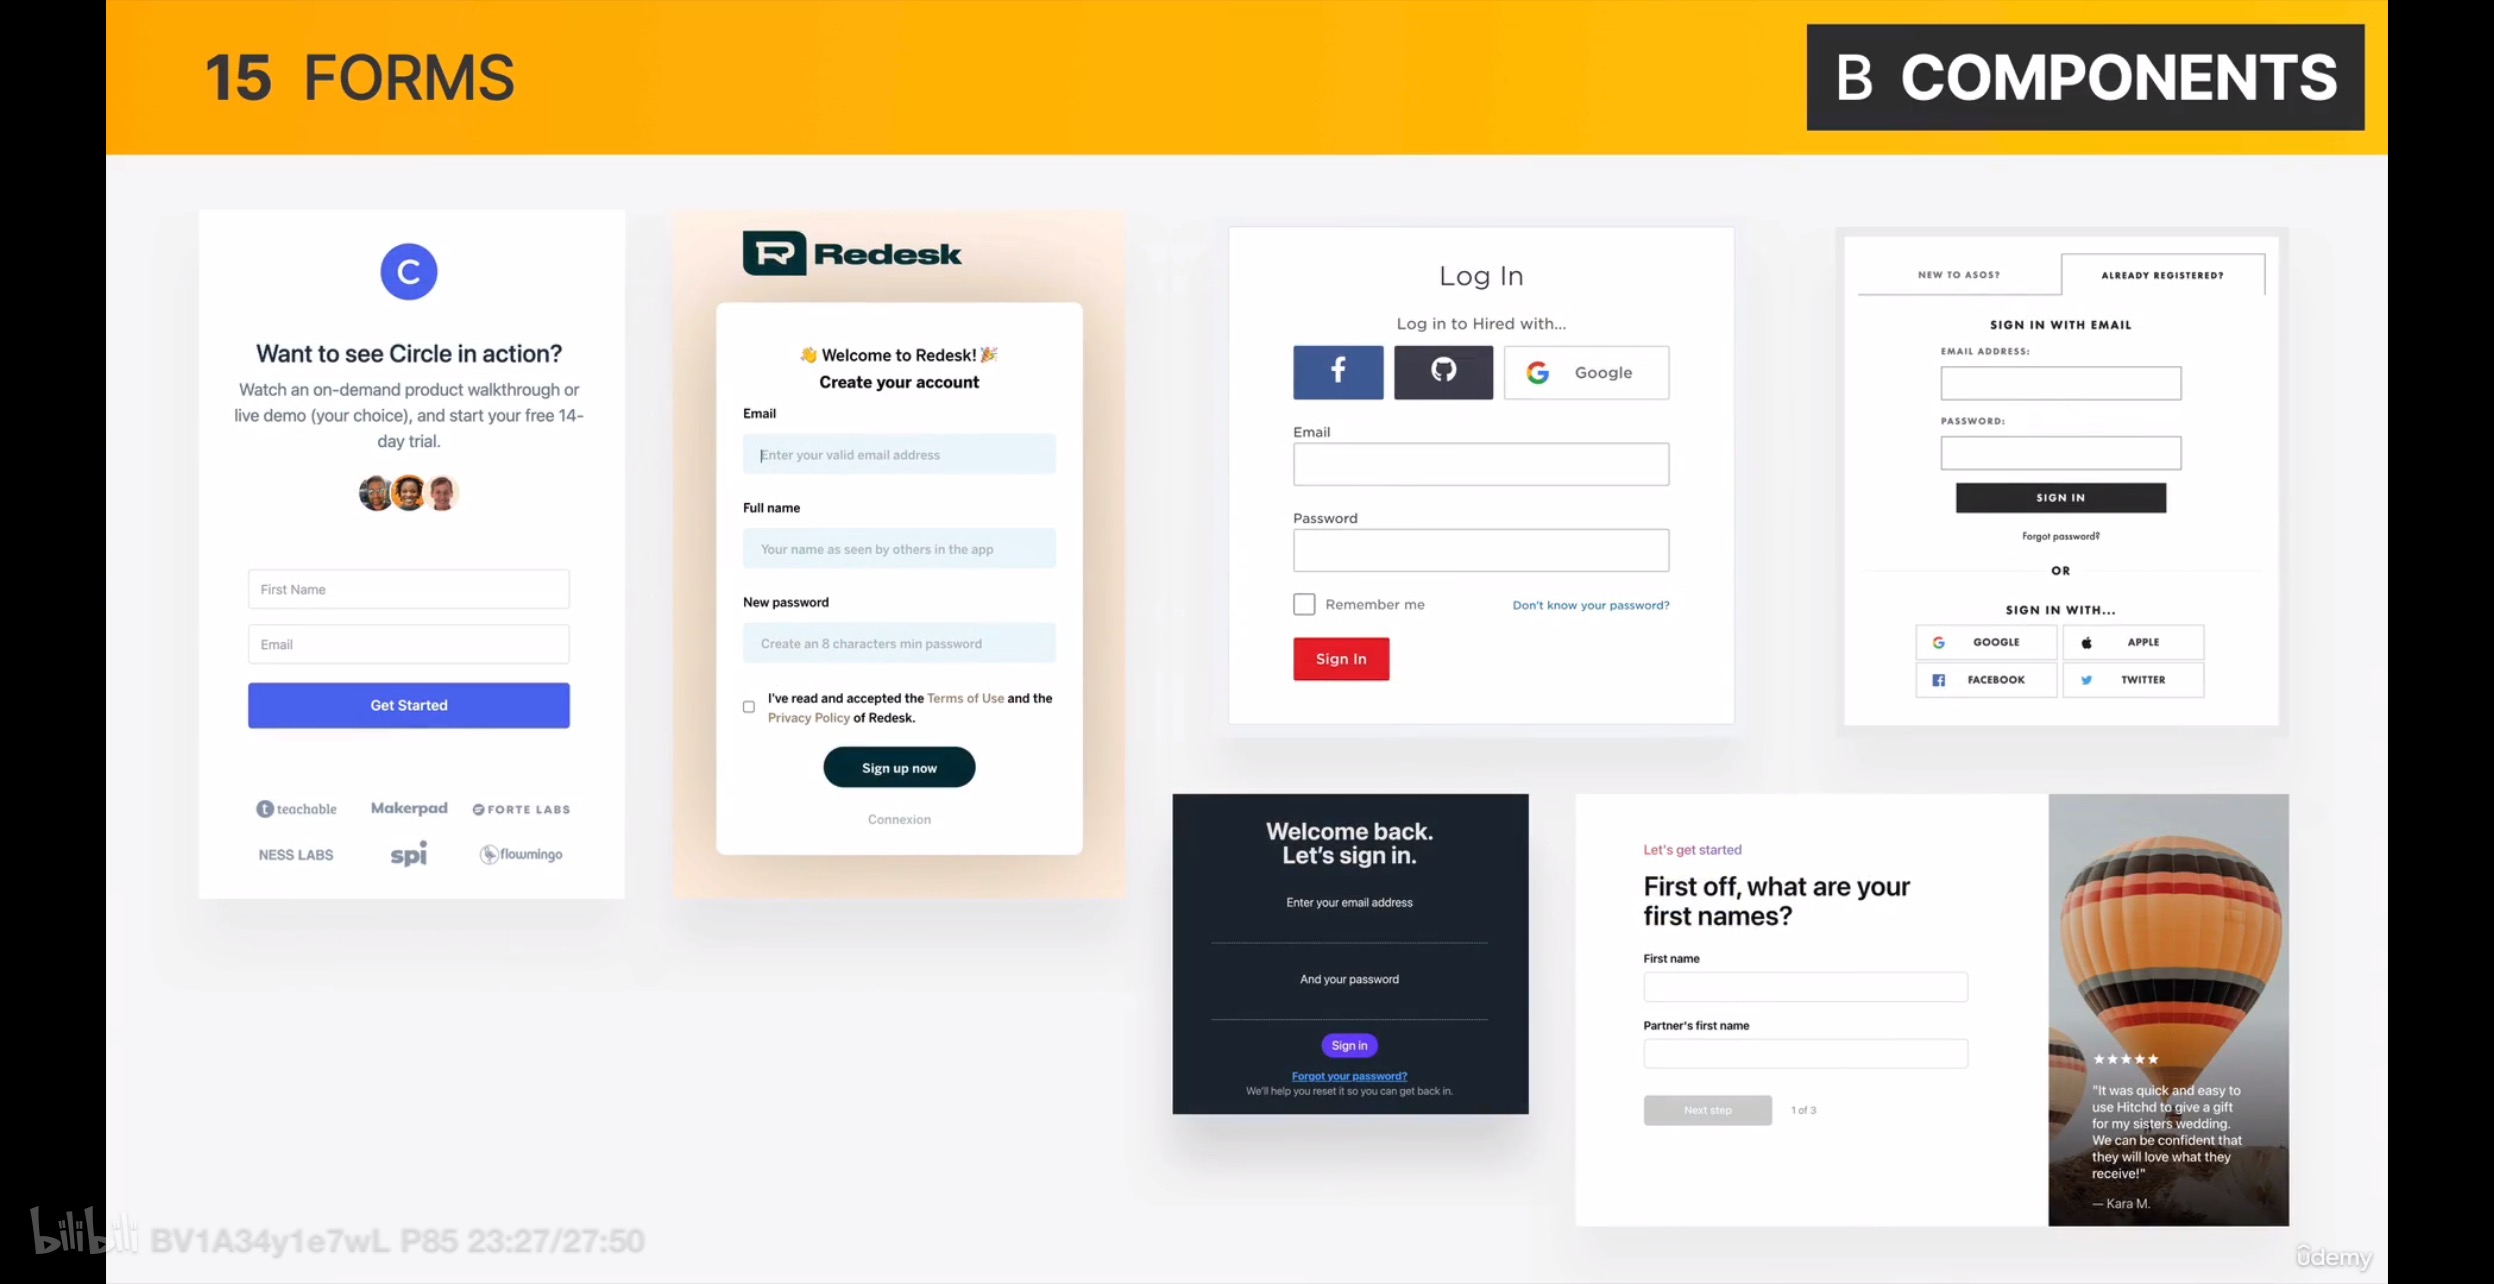 15 FORMS
B COMPONENTS
C
Want to see Circle in action?
Watch an on-demand product walkthrough or
live demo (your choice), and start your free 14-
day trial.
First Name
Email
Get Started
teachable
Makerpad
FORTE LABS
NESS LABS
spi
flowmingo
R Redesk
👋 Welcome to Redesk! 🎉
Create your account
Email
Enter your valid email address
Full name
Your name as seen by others in the app
New password
Create an 8 characters min password
I've read and accepted the Terms of Use and the
Privacy Policy of Redesk.
Sign up now
Connexion
Log In
Log in to Hired with...
f
G Google
Email
Password
Remember me
Don't know your password?
Sign In
NEW TO ASOS?
ALREADY REGISTERED?
SIGN IN WITH EMAIL
EMAIL ADDRESS:
PASSWORD:
SIGN IN
Forgot password?
OR
SIGN IN WITH...
G GOOGLE
APPLE
f FACEBOOK
TWITTER
Welcome back.
Let's sign in.
Enter your email address
And your password
Sign in
Forgot your password?
We'll help you reset it so you can get back in.
Let's get started
First off, what are your
first names?
First name
Partner's first name
Next step
1 of 3
"It was quick and easy to
use Hitchd to give a gift
for my sisters wedding.
We can be confident that
they will love what they
receive!"
— Kara M.
bilibili BV1A34y1e7wL P85 23:27/27:50
ûdemy